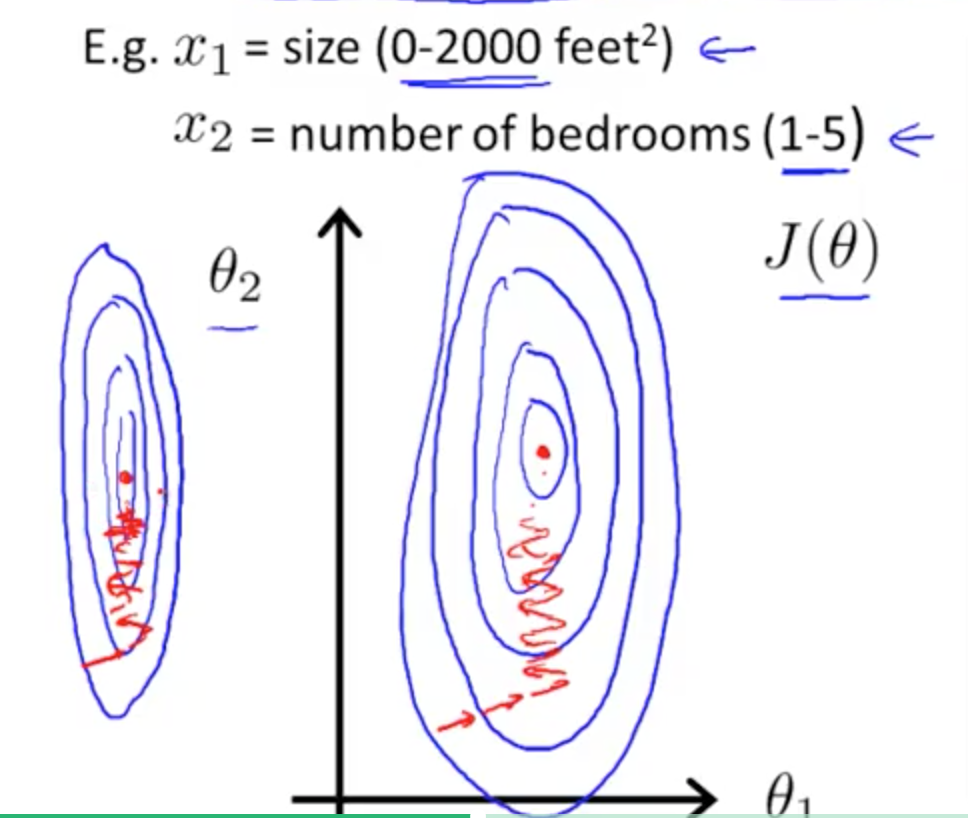 E.g. x₁ = size (0-2000 feet²)
x₂ = number of bedrooms (1-5)
θ₂
J(θ)
θ₁